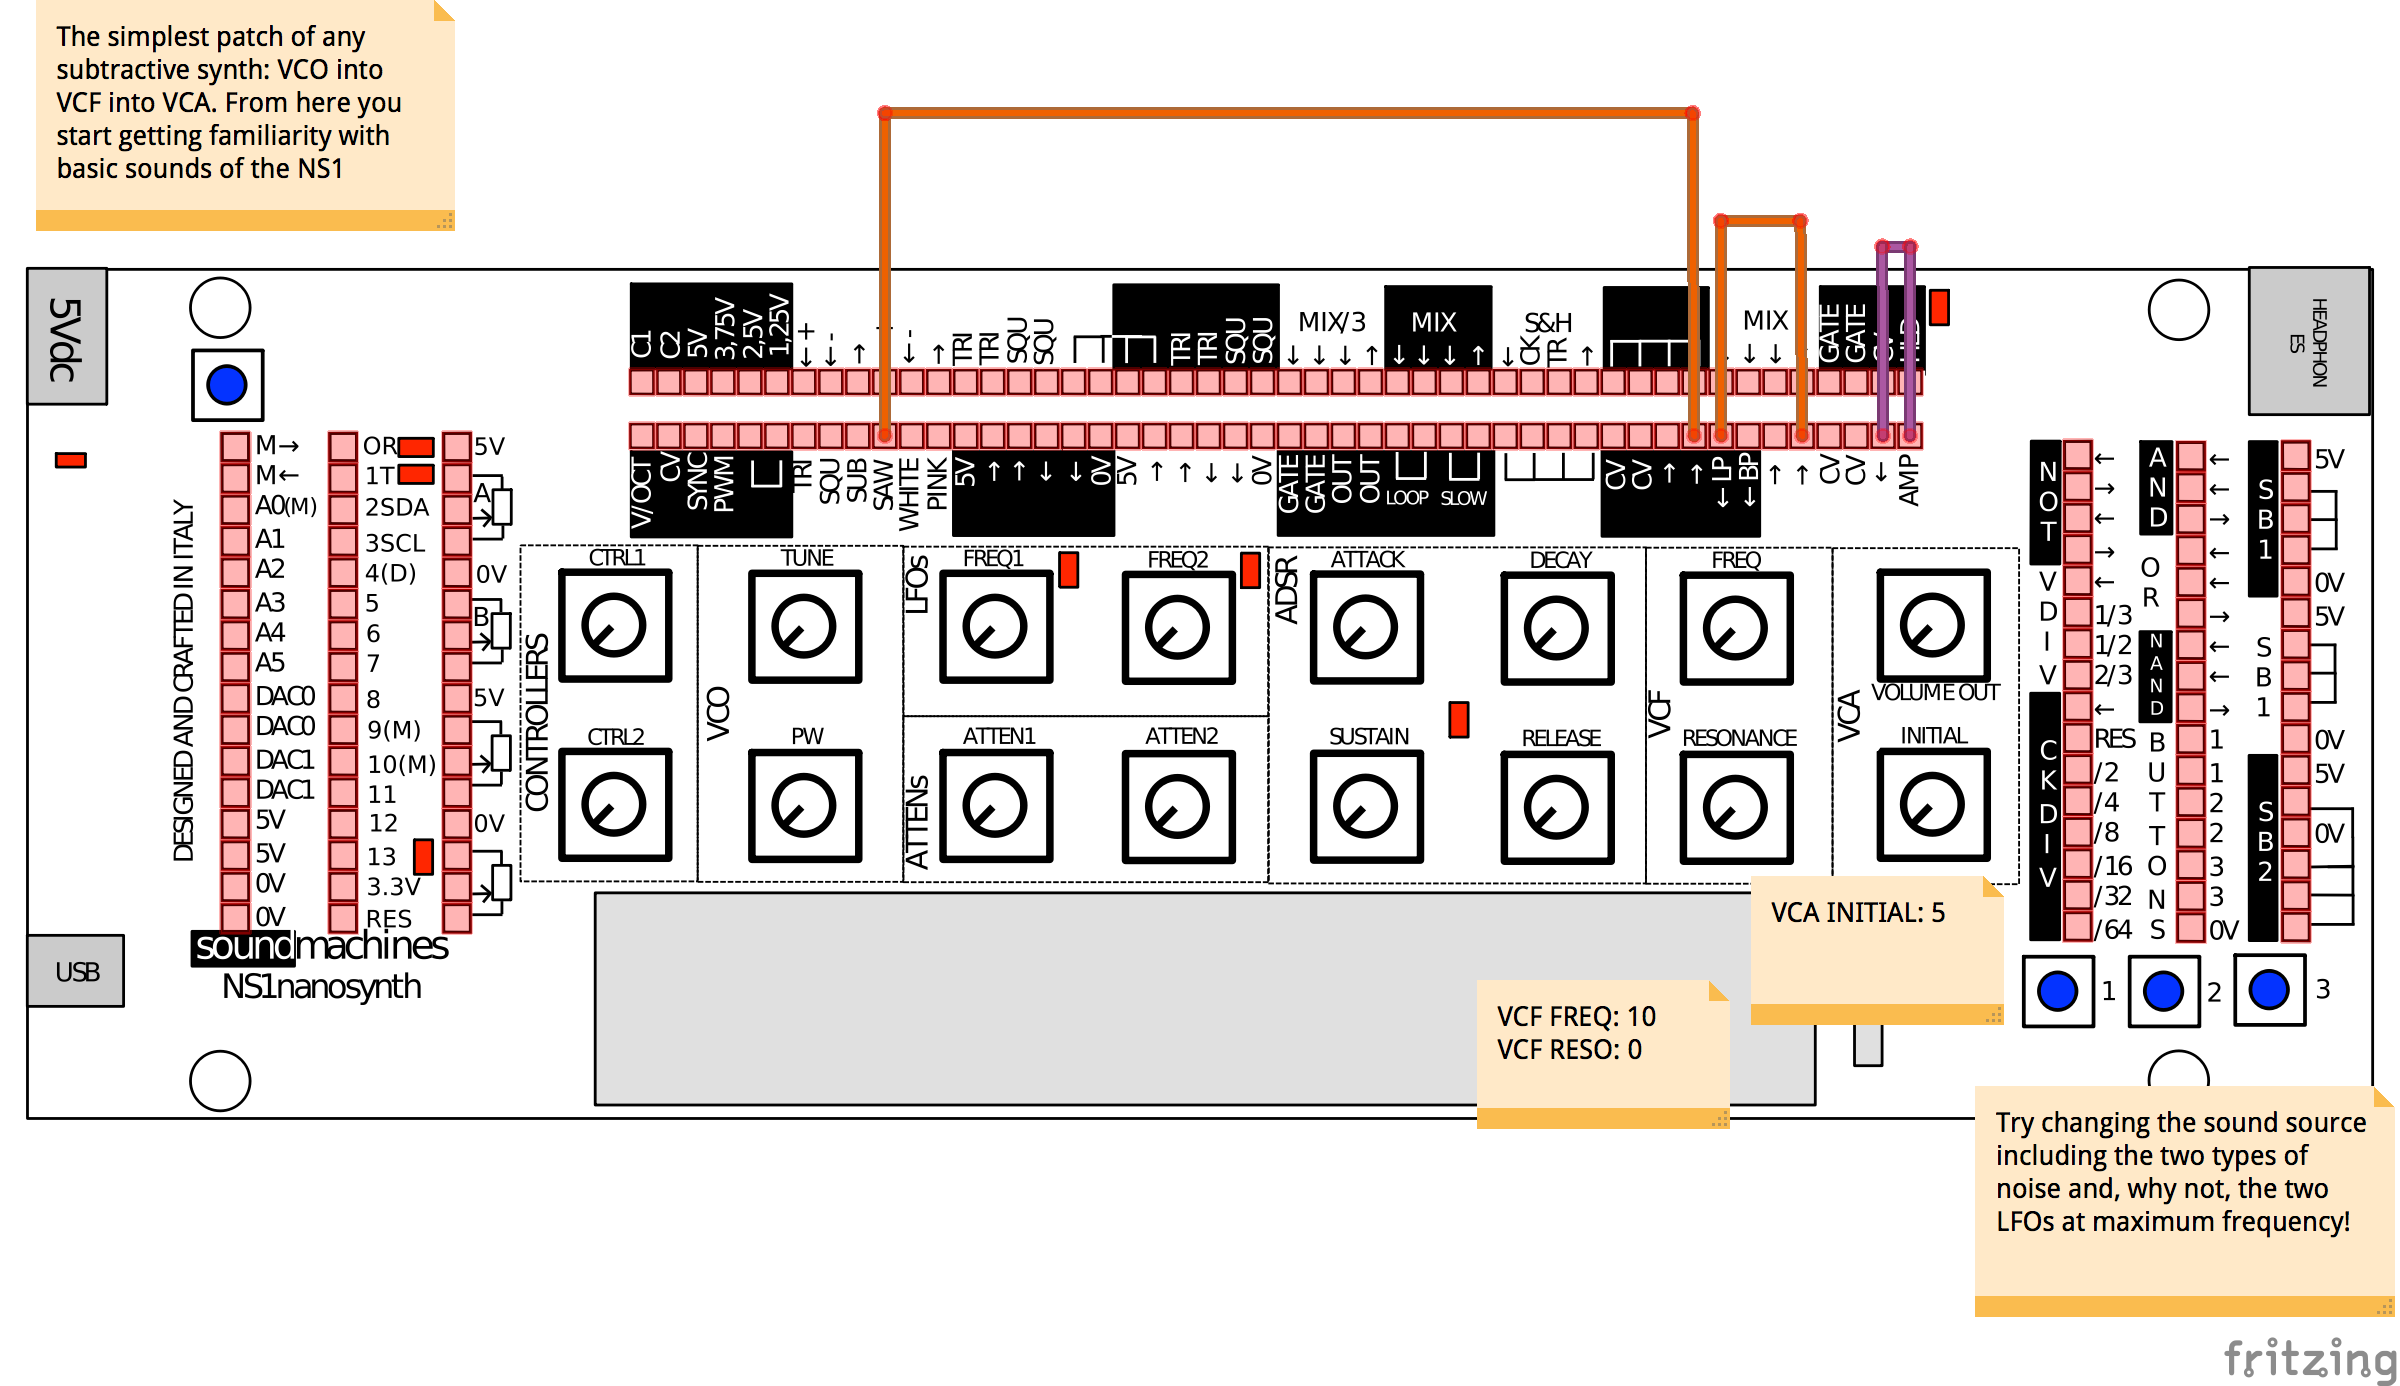 The simplest patch of any
subtractive synth: VCO into
VCF into VCA. From here you
start getting familiarity with
basic sounds of the NS1
5Vdc
HEADPHON
ES
C1
C2
5V
3,75V
2,5V
1,25V
+
-
↓ ↓ ↑
-
↓ ↑
TRI
TRI
SQU
SQU
TRI
TRI
SQU
SQU
MIX/3
↓ ↓ ↓ ↑
MIX
↓ ↓ ↓ ↑
S&H
↓
CK
TR
↑
MIX
↓ ↓
GATE
GATE
V/OCT
CV
SYNC
PWM
TRI
SQU
SUB
SAW
WHITE
PINK
5V ↑ ↑ ↓ ↓ 0V
5V ↑ ↑ ↓ ↓ 0V
GATE
GATE
OUT
OUT
LOOP
SLOW
CV
CV
↑ ↑
←LP
←BP
↑ ↑
CV
CV
↓
AMP
DESIGNED AND CRAFTED IN ITALY
M→
M←
A0(M)
A1
A2
A3
A4
A5
DAC0
DAC0
DAC1
DAC1
5V
5V
0V
0V
OR
1T
2SDA
3SCL
4(D)
5
6
7
8
9(M)
10(M)
11
12
13
3.3V
RES
5V
A
0V
B
5V
0V
CONTROLLERS
CTRL1
CTRL2
VCO
TUNE
PW
LFOs
FREQ1
FREQ2
ATTENs
ATTEN1
ATTEN2
ADSR
ATTACK
DECAY
SUSTAIN
RELEASE
VCF
FREQ
RESONANCE
VCA
VOLUME OUT
INITIAL
NOT
←
→
←
→
VDIV
←
1/3
1/2
2/3
CKDIV
←
RES
/2
/4
/8
/16
/32
/64
AND
←
←
→
OR
←
←
→
NAND
←
←
→
BUTTONS
1
1
2
2
3
3
0V
SB1
5V
0V
SB1
5V
0V
SB2
5V
0V
soundmachines
NS1nanosynth
USB
1
2
3
VCA INITIAL: 5
VCF FREQ: 10
VCF RESO: 0
Try changing the sound source
including the two types of
noise and, why not, the two
LFOs at maximum frequency!
fritzing